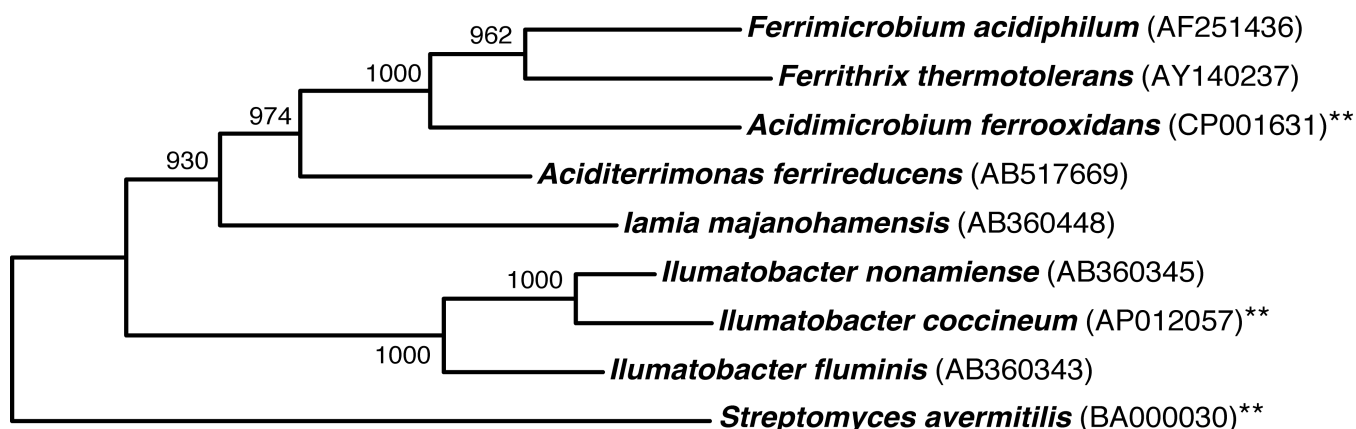 962
Ferrimicrobium acidiphilum (AF251436)
1000
Ferrithrix thermotolerans (AY140237)
974
Acidimicrobium ferrooxidans (CP001631)**
930
Aciditerrimonas ferrireducens (AB517669)
Iamia majanohamensis (AB360448)
1000
Ilumatobacter nonamiense (AB360345)
Ilumatobacter coccineum (AP012057)**
1000
Ilumatobacter fluminis (AB360343)
Streptomyces avermitilis (BA000030)**